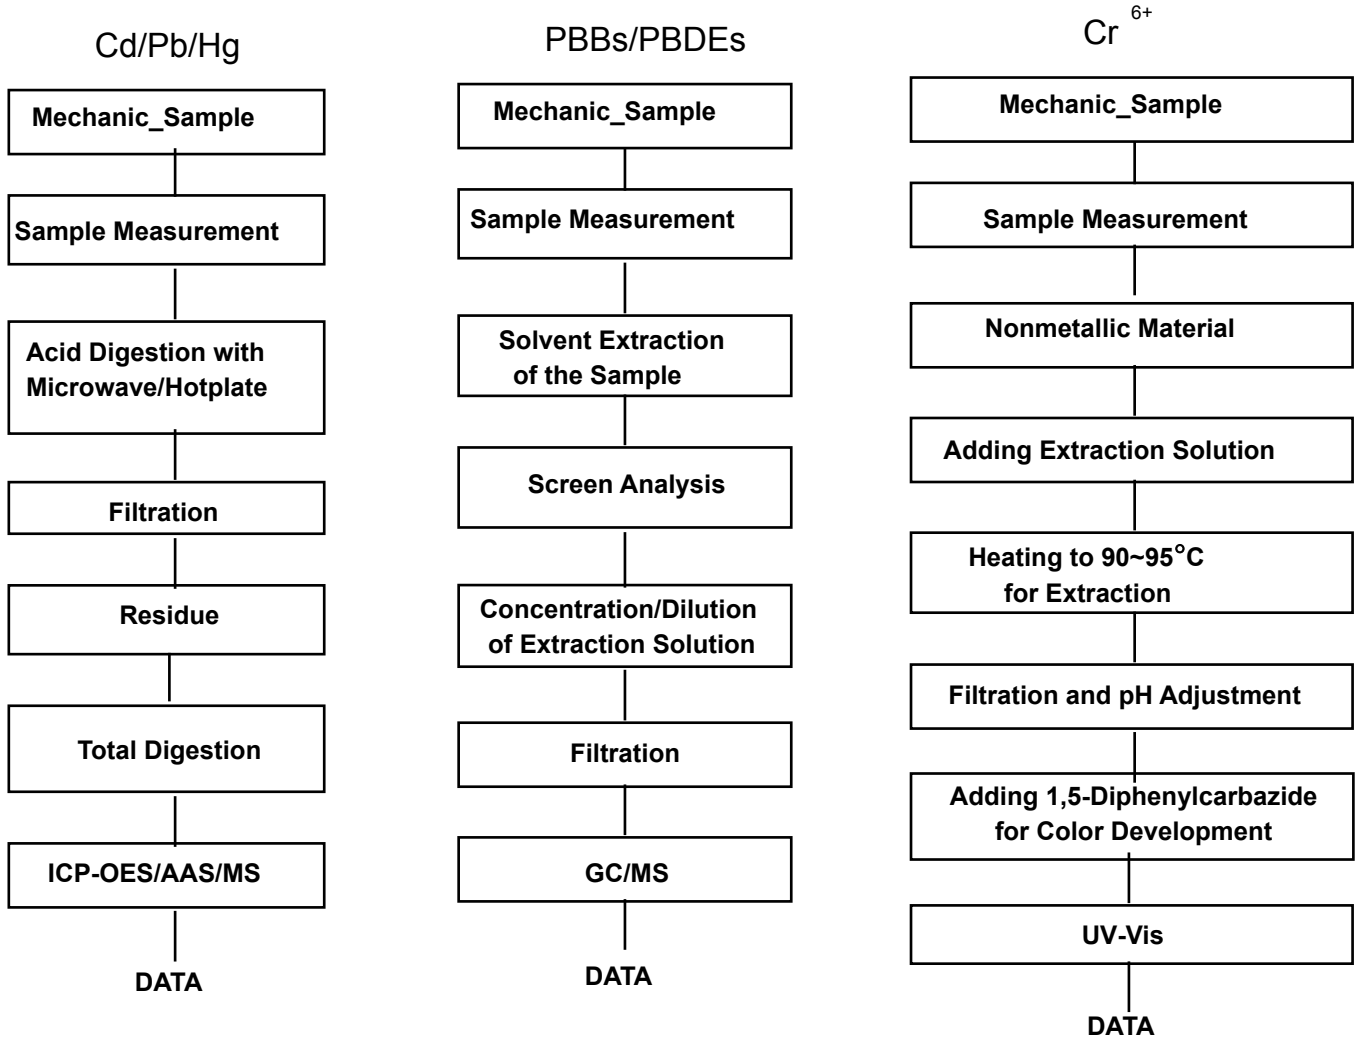 Cd/Pb/Hg
Mechanic_Sample
Sample Measurement
Acid Digestion with
Microwave/Hotplate
Filtration
Residue
Total Digestion
ICP-OES/AAS/MS
DATA
PBBs/PBDEs
Mechanic_Sample
Sample Measurement
Solvent Extraction
of the Sample
Screen Analysis
Concentration/Dilution
of Extraction Solution
Filtration
GC/MS
DATA
Cr 6+
Mechanic_Sample
Sample Measurement
Nonmetallic Material
Adding Extraction Solution
Heating to 90~95°C
for Extraction
Filtration and pH Adjustment
Adding 1,5-Diphenylcarbazide
for Color Development
UV-Vis
DATA